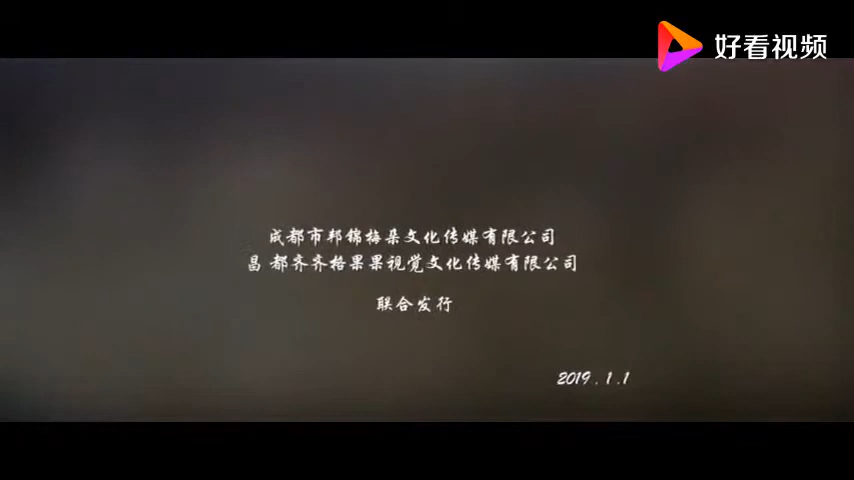 好看视频
成都市邦锦梅朵文化传媒有限公司
昌 都齐齐格果果视觉文化传媒有限公司
联合发行
2019.1.1